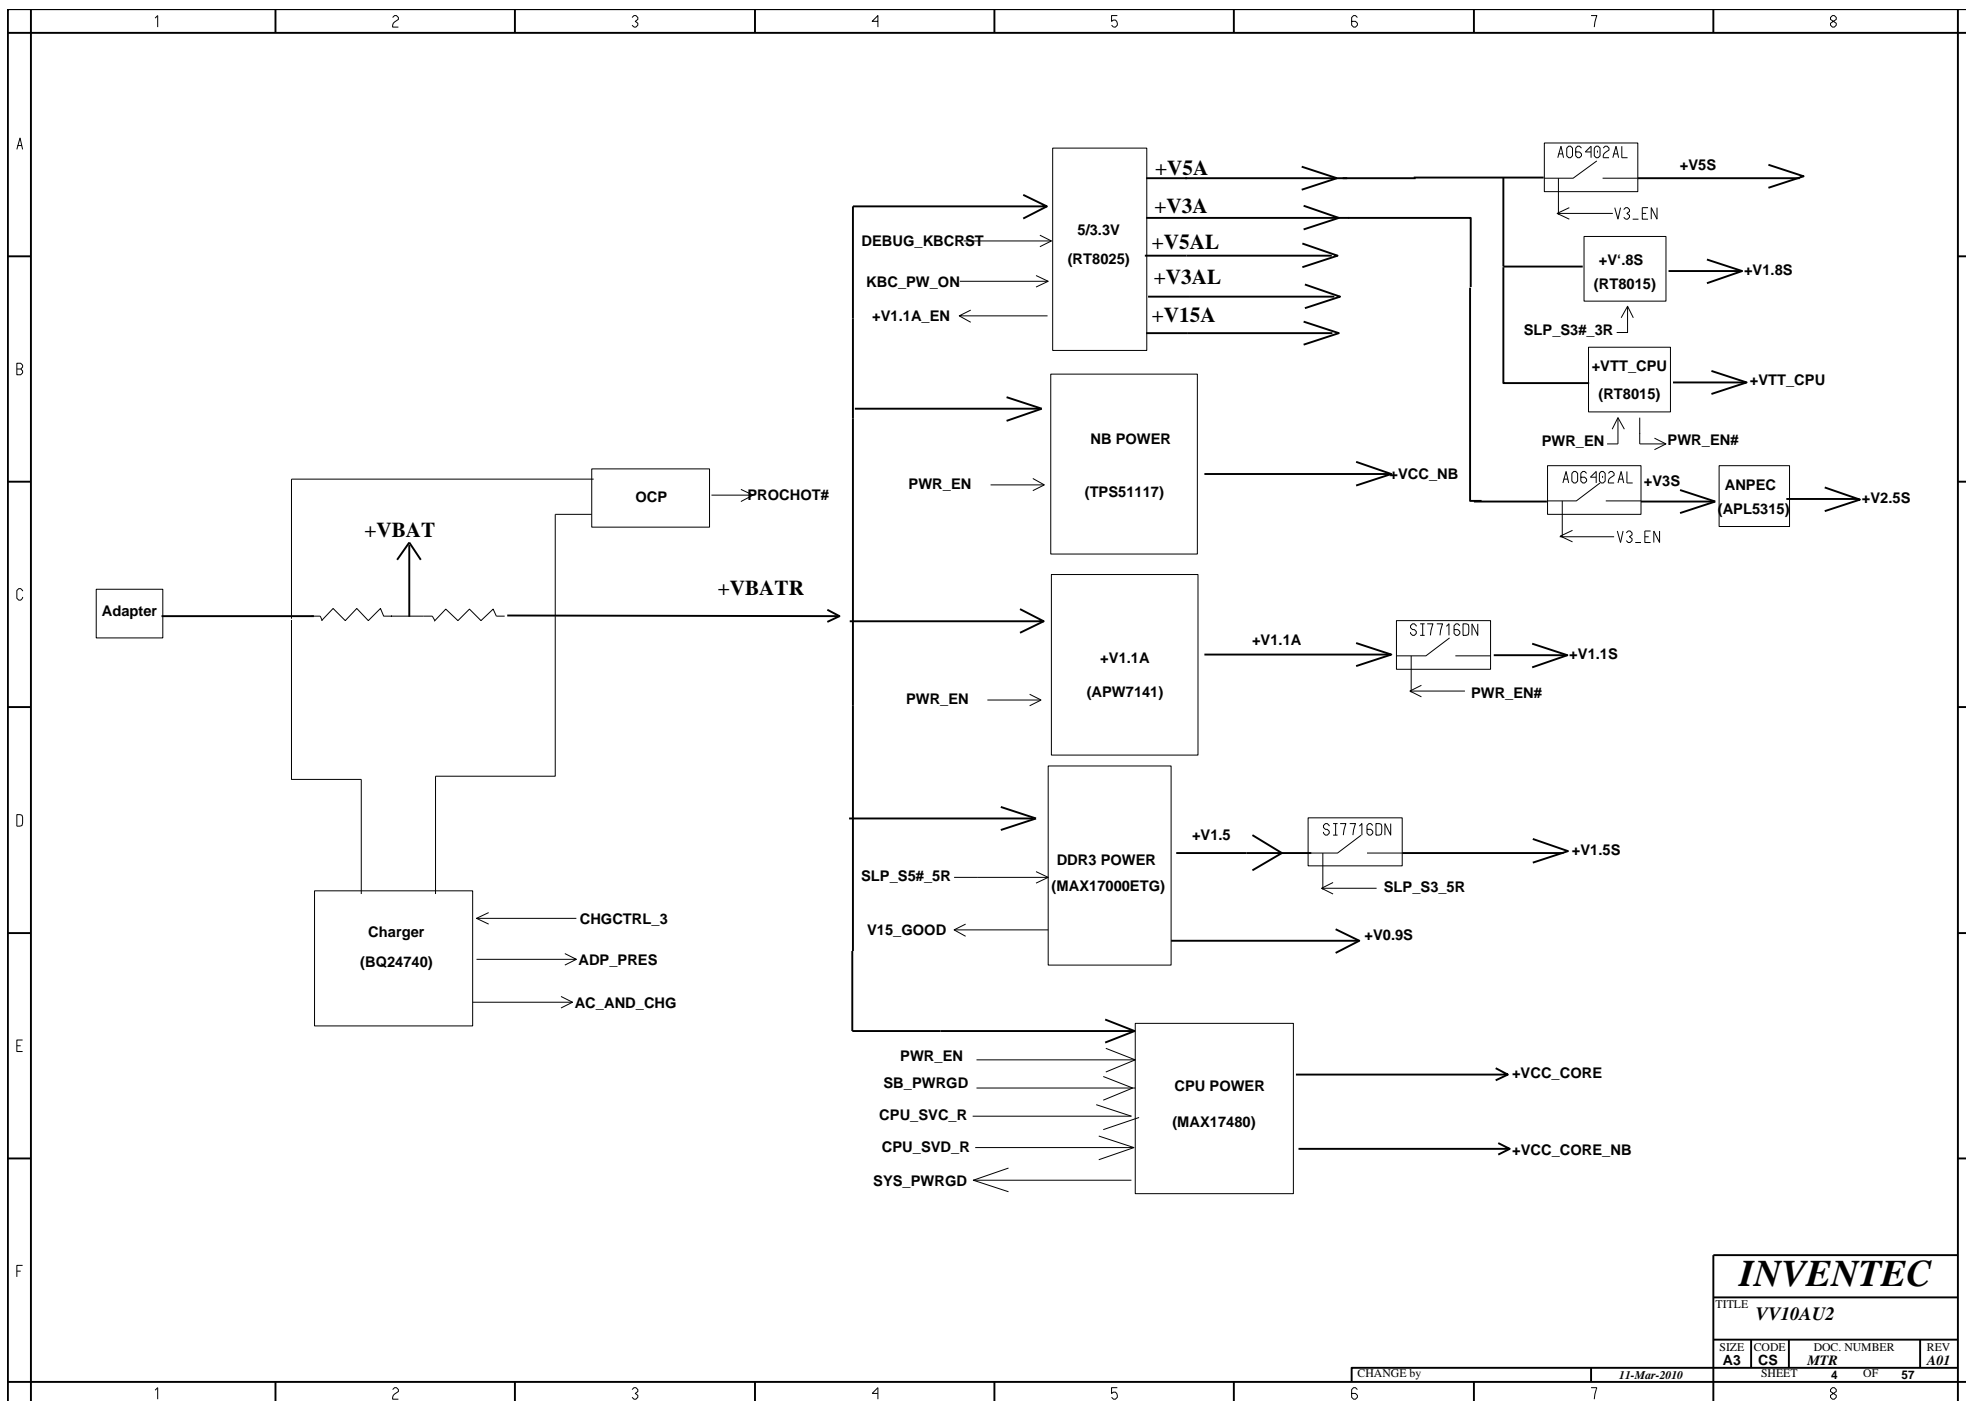 1 2 3 4 5 6 7 8
A
B
C
D
E
F
Adapter
+VBAT
+VBATR
OCP
PROCHOT#
Charger
(BQ24740)
CHGCTRL_3
ADP_PRES
AC_AND_CHG
5/3.3V
(RT8025)
DEBUG_KBCRST
KBC_PW_ON
+V1.1A_EN
+V5A
+V3A
+V5AL
+V3AL
+V15A
AO6402AL
+V5S
V3_EN
+V'.8S
(RT8015)
+V1.8S
SLP_S3#_3R
+VTT_CPU
(RT8015)
+VTT_CPU
PWR_EN
PWR_EN#
AO6402AL
+V3S
V3_EN
ANPEC
(APL5315)
+V2.5S
NB POWER
(TPS51117)
PWR_EN
+VCC_NB
+V1.1A
(APW7141)
PWR_EN
+V1.1A
SI7716DN
+V1.1S
PWR_EN#
DDR3 POWER
(MAX17000ETG)
SLP_S5#_5R
V15_GOOD
+V1.5
SI7716DN
+V1.5S
SLP_S3_5R
+V0.9S
CPU POWER
(MAX17480)
PWR_EN
SB_PWRGD
CPU_SVC_R
CPU_SVD_R
SYS_PWRGD
+VCC_CORE
+VCC_CORE_NB
INVENTEC
TITLE VV10AU2
SIZE CODE DOC. NUMBER REV
A3 CS MTR A01
CHANGE by 11-Mar-2010 SHEET 4 OF 57
1 2 3 4 5 6 7 8